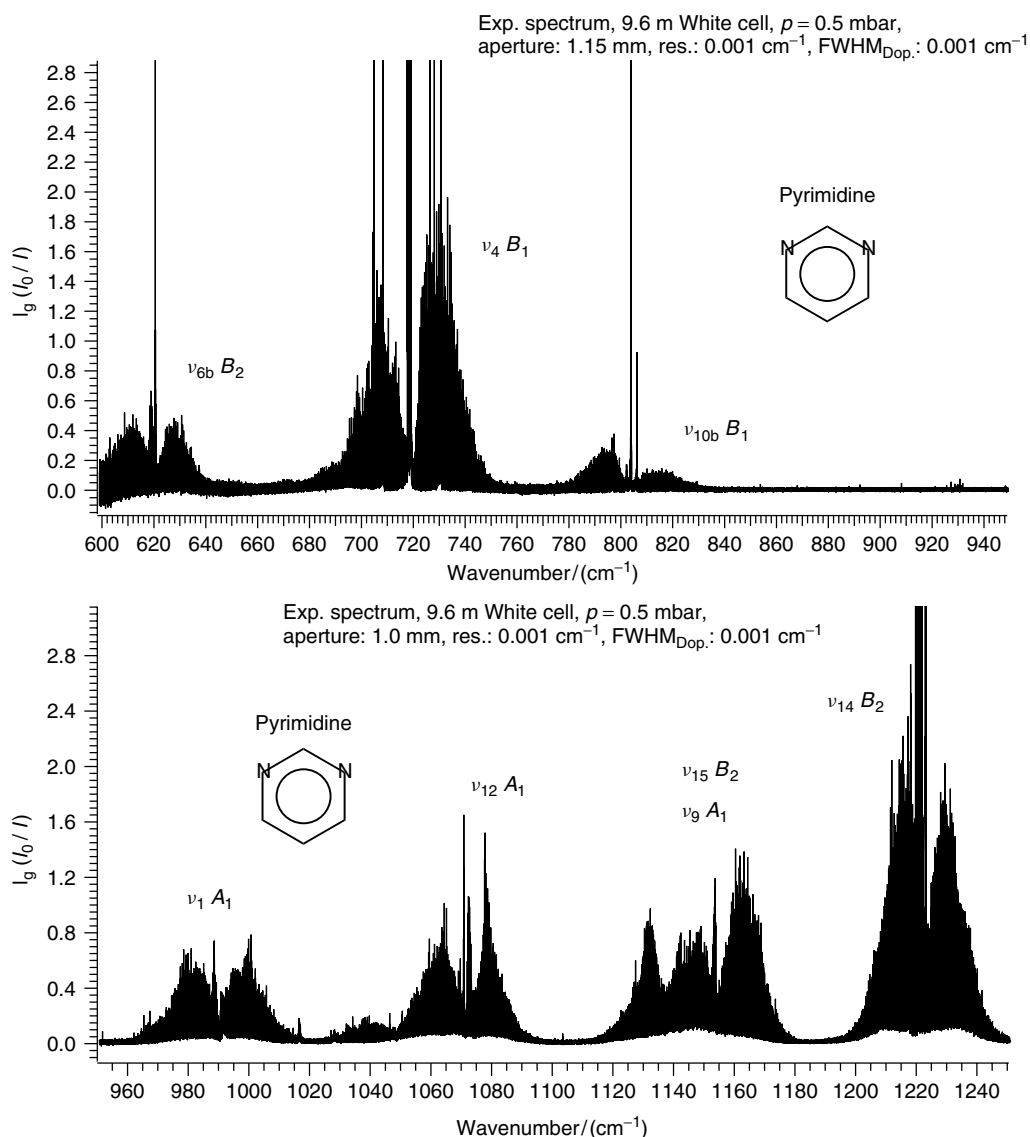 Exp. spectrum, 9.6 m White cell, p = 0.5 mbar,
aperture: 1.15 mm, res.: 0.001 cm⁻¹, FWHM_Dop.: 0.001 cm⁻¹
2.8
2.6
2.4
2.2
2.0
1.8
1.6
1.4
1.2
1.0
0.8
0.6
0.4
0.2
0.0
lg (I₀ / I)
Pyrimidine
N N
ν₄ B₁
ν₆b B₂
ν₁₀b B₁
600 620 640 660 680 700 720 740 760 780 800 820 840 860 880 900 920 940
Wavenumber/(cm⁻¹)
Exp. spectrum, 9.6 m White cell, p = 0.5 mbar,
aperture: 1.0 mm, res.: 0.001 cm⁻¹, FWHM_Dop.: 0.001 cm⁻¹
2.8
2.4
2.0
1.6
1.2
0.8
0.4
0.0
lg (I₀ / I)
Pyrimidine
N N
ν₁₄ B₂
ν₁₂ A₁
ν₁₅ B₂
ν₉ A₁
ν₁ A₁
960 980 1000 1020 1040 1060 1080 1100 1120 1140 1160 1180 1200 1220 1240
Wavenumber/(cm⁻¹)